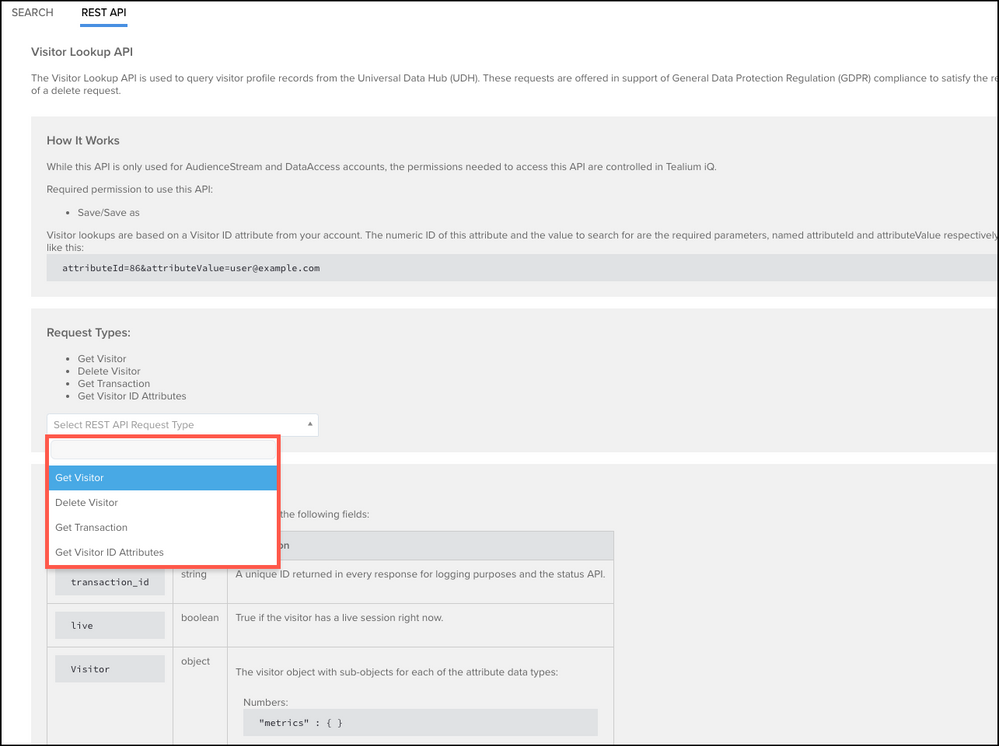 SEARCH REST API
Visitor Lookup API
The Visitor Lookup API is used to query visitor profile records from the Universal Data Hub (UDH). These requests are offered in support of General Data Protection Regulation (GDPR) compliance to satisfy the
of a delete request.
How It Works
While this API is only used for AudienceStream and DataAccess accounts, the permissions needed to access this API are controlled in Tealium iQ.
Required permission to use this API:
• Save/Save as
Visitor lookups are based on a Visitor ID attribute from your account. The numeric ID of this attribute and the value to search for are the required parameters, named attributeId and attributeValue respectively
like this:
attributeId=86&attributeValue=user@example.com
Request Types:
• Get Visitor
• Delete Visitor
• Get Transaction
• Get Visitor ID Attributes
Select REST API Request Type
Get Visitor
Delete Visitor
Get Transaction
Get Visitor ID Attributes
the following fields:
on
transaction_id string A unique ID returned in every response for logging purposes and the status API.
live boolean True if the visitor has a live session right now.
Visitor object The visitor object with sub-objects for each of the attribute data types:
Numbers:
"metrics" : { }